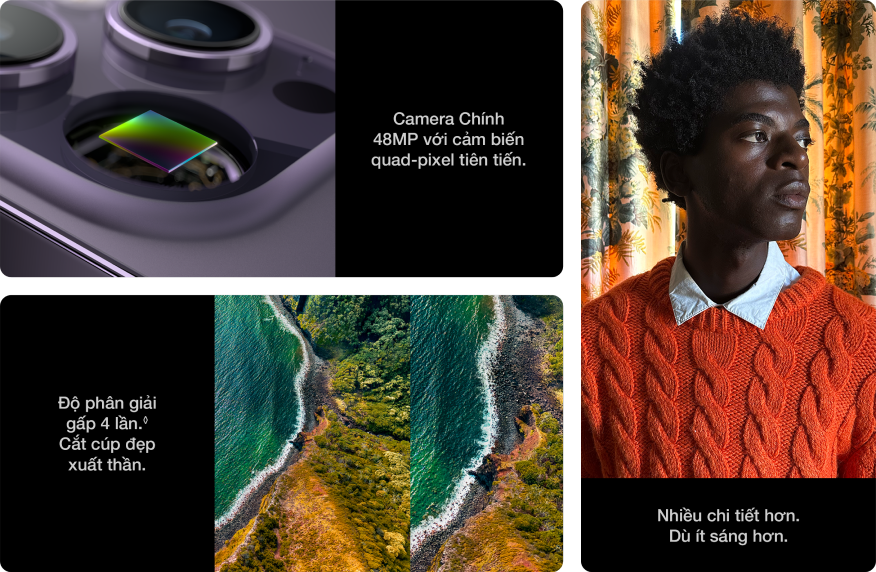 Camera Chính
48MP với cảm biến
quad-pixel tiên tiến.
Độ phân giải
gấp 4 lần.◊
Cắt cúp đẹp
xuất thần.
Nhiều chi tiết hơn.
Dù ít sáng hơn.